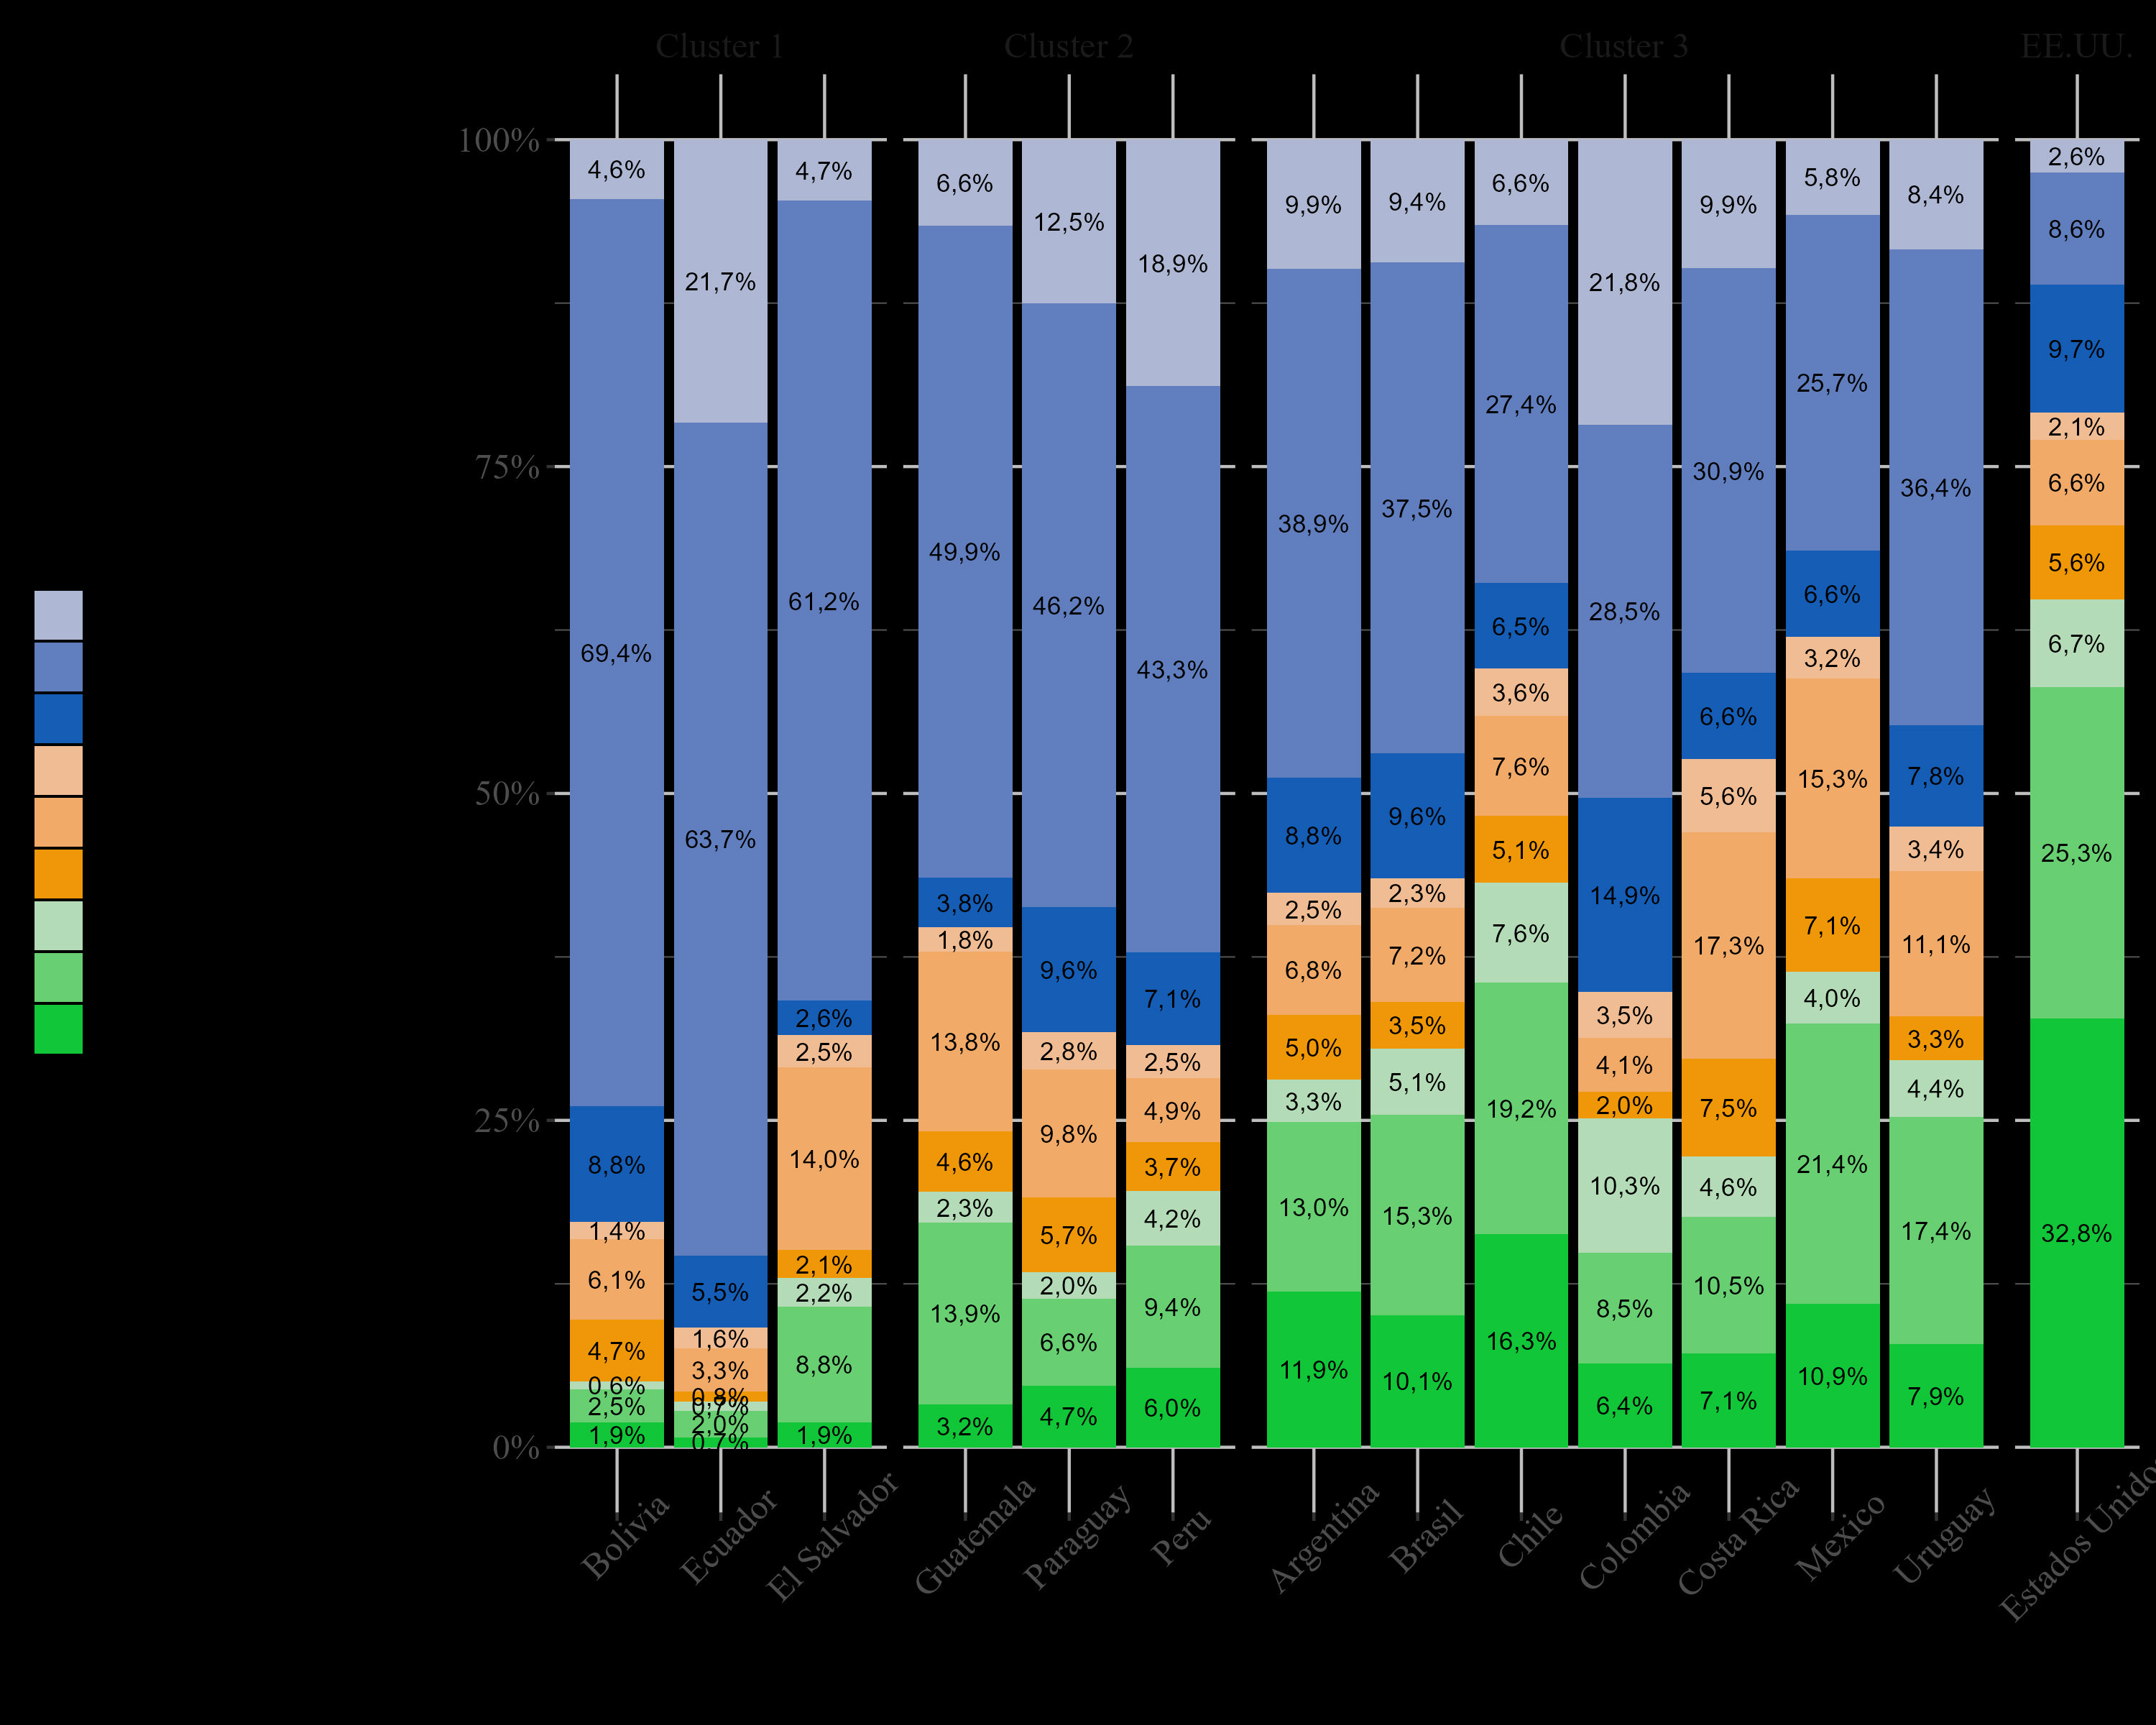 Cluster 1 Cluster 2 Cluster 3 EE.UU.
100%
75%
50%
25%
0%
4,6% 69,4% 8,8% 1,4% 6,1% 4,7% 0,6% 2,5% 1,9%
21,7% 63,7% 5,5% 1,6% 3,3% 0,8% 0,7% 2,0% 0,7%
4,7% 61,2% 2,6% 2,5% 14,0% 2,1% 2,2% 8,8% 1,9%
6,6% 49,9% 3,8% 1,8% 13,8% 4,6% 2,3% 13,9% 3,2%
12,5% 46,2% 9,6% 2,8% 9,8% 5,7% 2,0% 6,6% 4,7%
18,9% 43,3% 7,1% 2,5% 4,9% 3,7% 4,2% 9,4% 6,0%
9,9% 38,9% 8,8% 2,5% 6,8% 5,0% 3,3% 13,0% 11,9%
9,4% 37,5% 9,6% 2,3% 7,2% 3,5% 5,1% 15,3% 10,1%
6,6% 27,4% 6,5% 3,6% 7,6% 5,1% 7,6% 19,2% 16,3%
21,8% 28,5% 14,9% 3,5% 4,1% 2,0% 10,3% 8,5% 6,4%
9,9% 30,9% 6,6% 5,6% 17,3% 7,5% 4,6% 10,5% 7,1%
5,8% 25,7% 6,6% 3,2% 15,3% 7,1% 4,0% 21,4% 10,9%
8,4% 36,4% 7,8% 3,4% 11,1% 3,3% 4,4% 17,4% 7,9%
2,6% 8,6% 9,7% 2,1% 6,6% 5,6% 6,7% 25,3% 32,8%
Bolivia Ecuador El Salvador Guatemala Paraguay Peru Argentina Brasil Chile Colombia Costa Rica Mexico Uruguay Estados Unidos